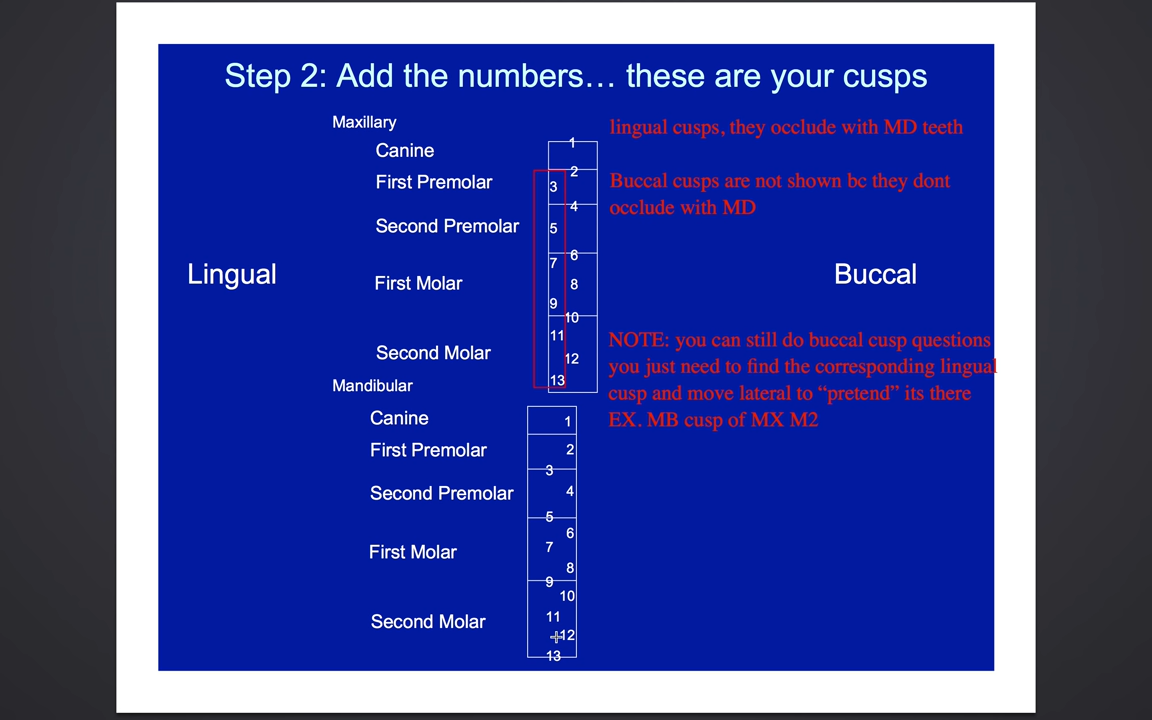 Step 2: Add the numbers… these are your cusps
Maxillary
lingual cusps, they occlude with MD teeth
1
Canine
2
First Premolar
3
Buccal cusps are not shown bc they dont
occlude with MD
4
Second Premolar
5
6
7
Lingual
Buccal
First Molar
8
9
10
11
NOTE: you can still do buccal cusp questions
you just need to find the corresponding lingual
cusp and move lateral to “pretend” its there
EX. MB cusp of MX M2
Second Molar
12
13
Mandibular
Canine
1
First Premolar
2
3
Second Premolar
4
5
6
First Molar
7
8
9
10
11
Second Molar
12
13